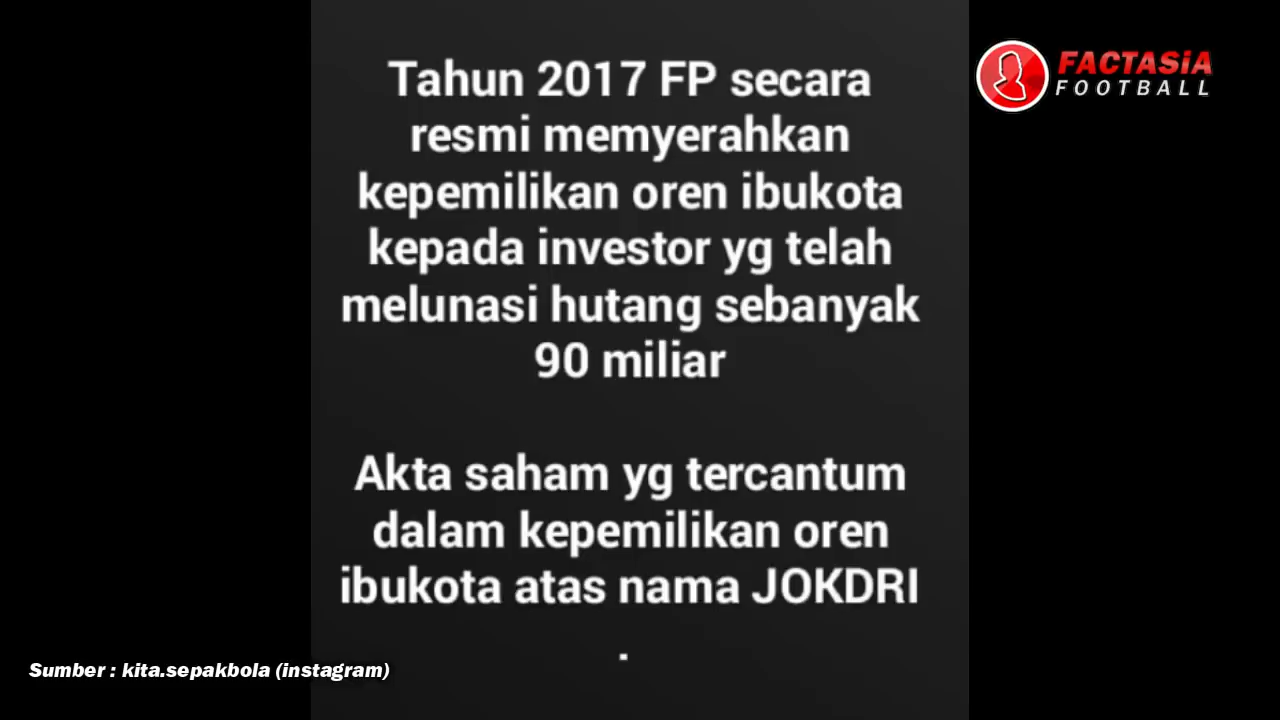 Tahun 2017 FP secara
resmi memyerahkan
kepemilikan oren ibukota
kepada investor yg telah
melunasi hutang sebanyak
90 miliar
Akta saham yg tercantum
dalam kepemilikan oren
ibukota atas nama JOKDRI
.
FACTASiA
FOOTBALL
Sumber : kita.sepakbola (instagram)